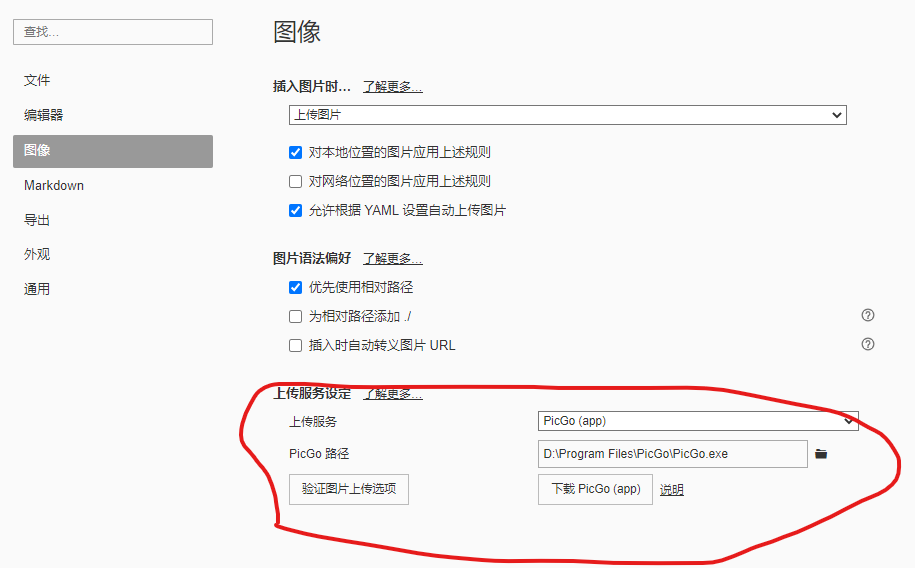 查找...
文件
编辑器
图像
Markdown
导出
外观
通用
图像
插入图片时... 了解更多...
上传图片
对本地位置的图片应用上述规则
对网络位置的图片应用上述规则
允许根据 YAML 设置自动上传图片
图片语法偏好 了解更多...
优先使用相对路径
为相对路径添加 ./
插入时自动转义图片 URL
上传服务设定 了解更多...
上传服务 PicGo (app)
PicGo 路径 D:\Program Files\PicGo\PicGo.exe
验证图片上传选项 下载 PicGo (app) 说明